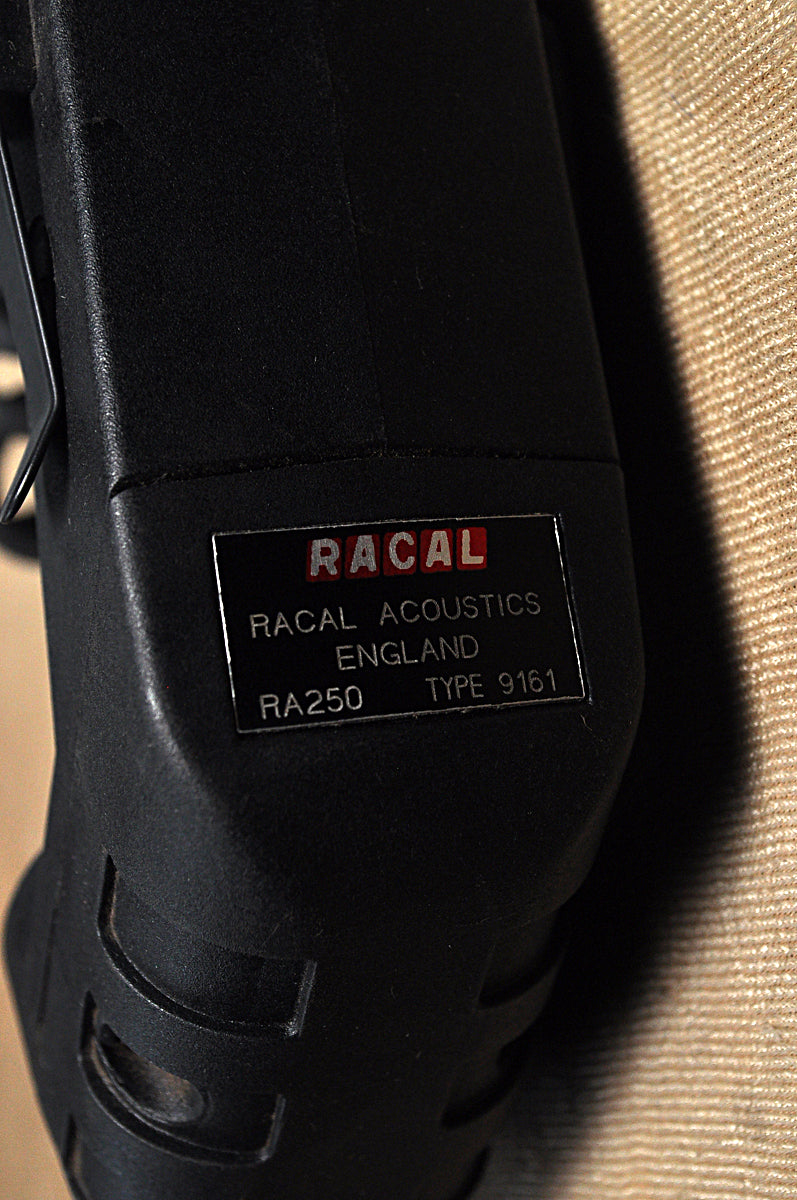 RACAL
RACAL ACOUSTICS
ENGLAND
RA250 TYPE 9161